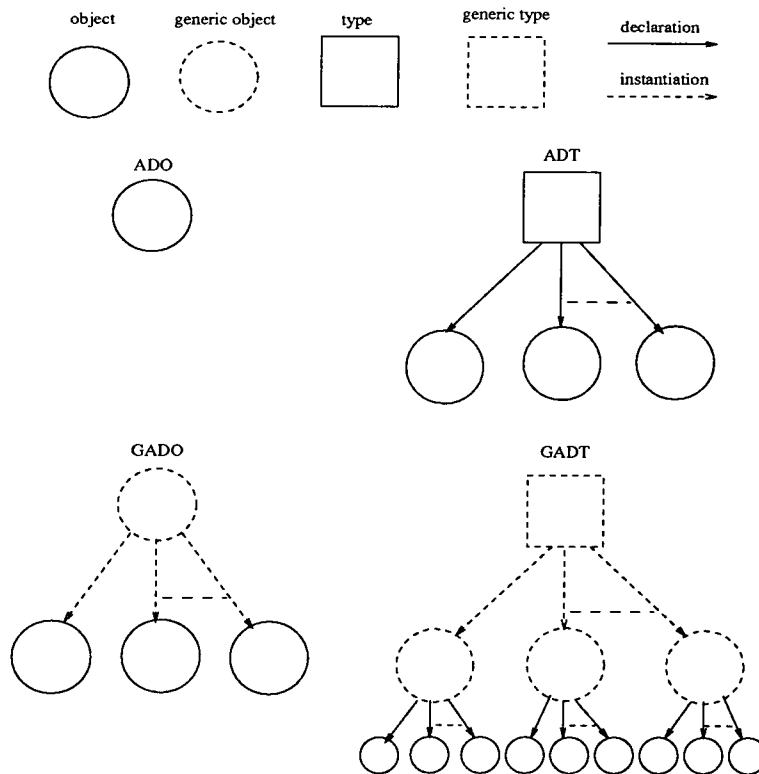 object
generic object
type
generic type
declaration
instantiation
ADO
ADT
GADO
GADT